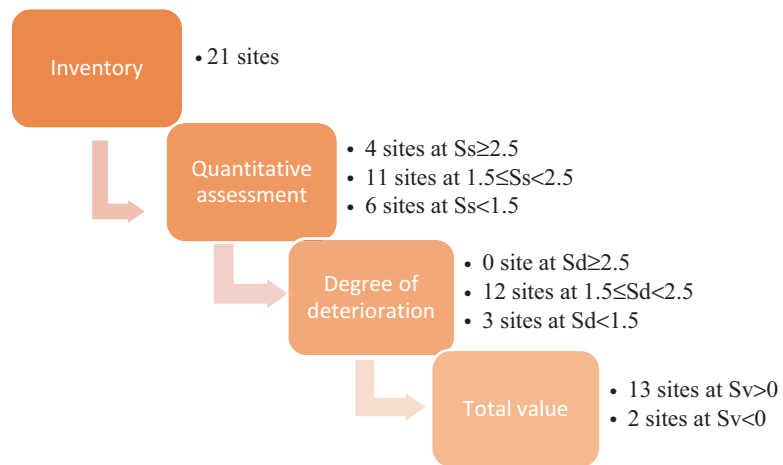 Inventory
• 21 sites
Quantitative
assessment
• 4 sites at Ss≥2.5
• 11 sites at 1.5≤Ss<2.5
• 6 sites at Ss<1.5
Degree of
deterioration
• 0 site at Sd≥2.5
• 12 sites at 1.5≤Sd<2.5
• 3 sites at Sd<1.5
Total value
• 13 sites at Sv>0
• 2 sites at Sv<0